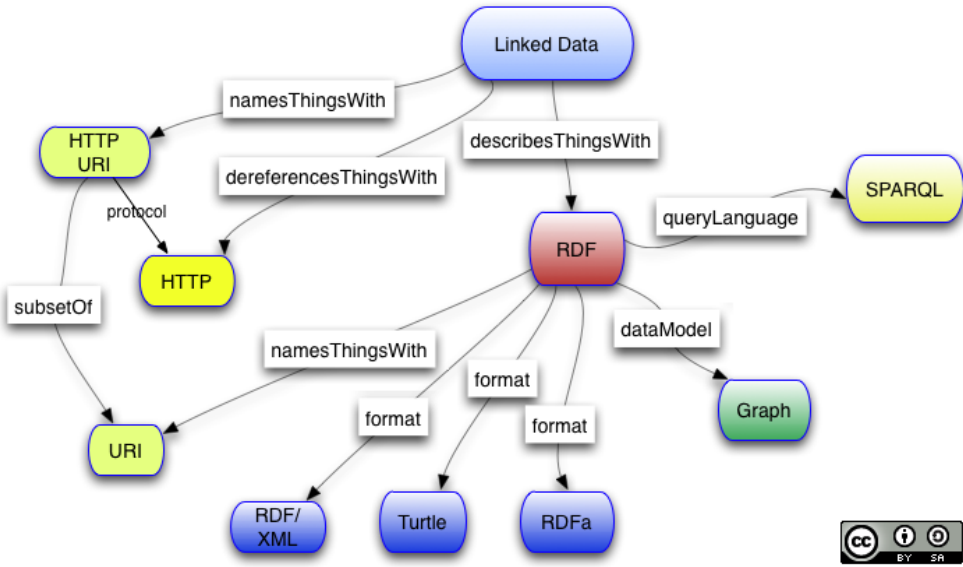 Linked Data
namesThingsWith
HTTP
URI
describesThingsWith
dereferencesThingsWith
SPARQL
protocol
queryLanguage
RDF
HTTP
subsetOf
dataModel
namesThingsWith
format
Graph
format
format
URI
RDF/
XML
Turtle
RDFa
cc
BY SA